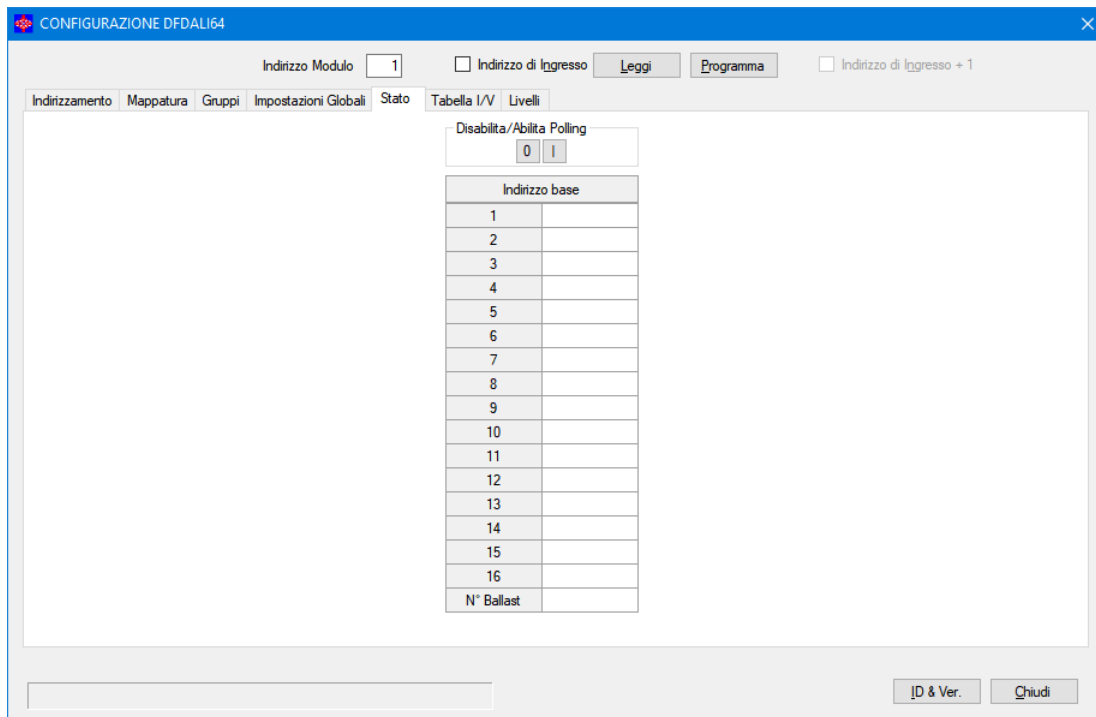 CONFIGURAZIONE DFDALI64
Indirizzo Modulo 1 Indirizzo di Ingresso Leggi Programma Indirizzo di Ingresso + 1
Indirizzamento Mappatura Gruppi Impostazioni Globali Stato Tabella I/V Livelli
Disabilita/Abilita Polling
0 I
Indirizzo base
1
2
3
4
5
6
7
8
9
10
11
12
13
14
15
16
N° Ballast
ID & Ver. Chiudi